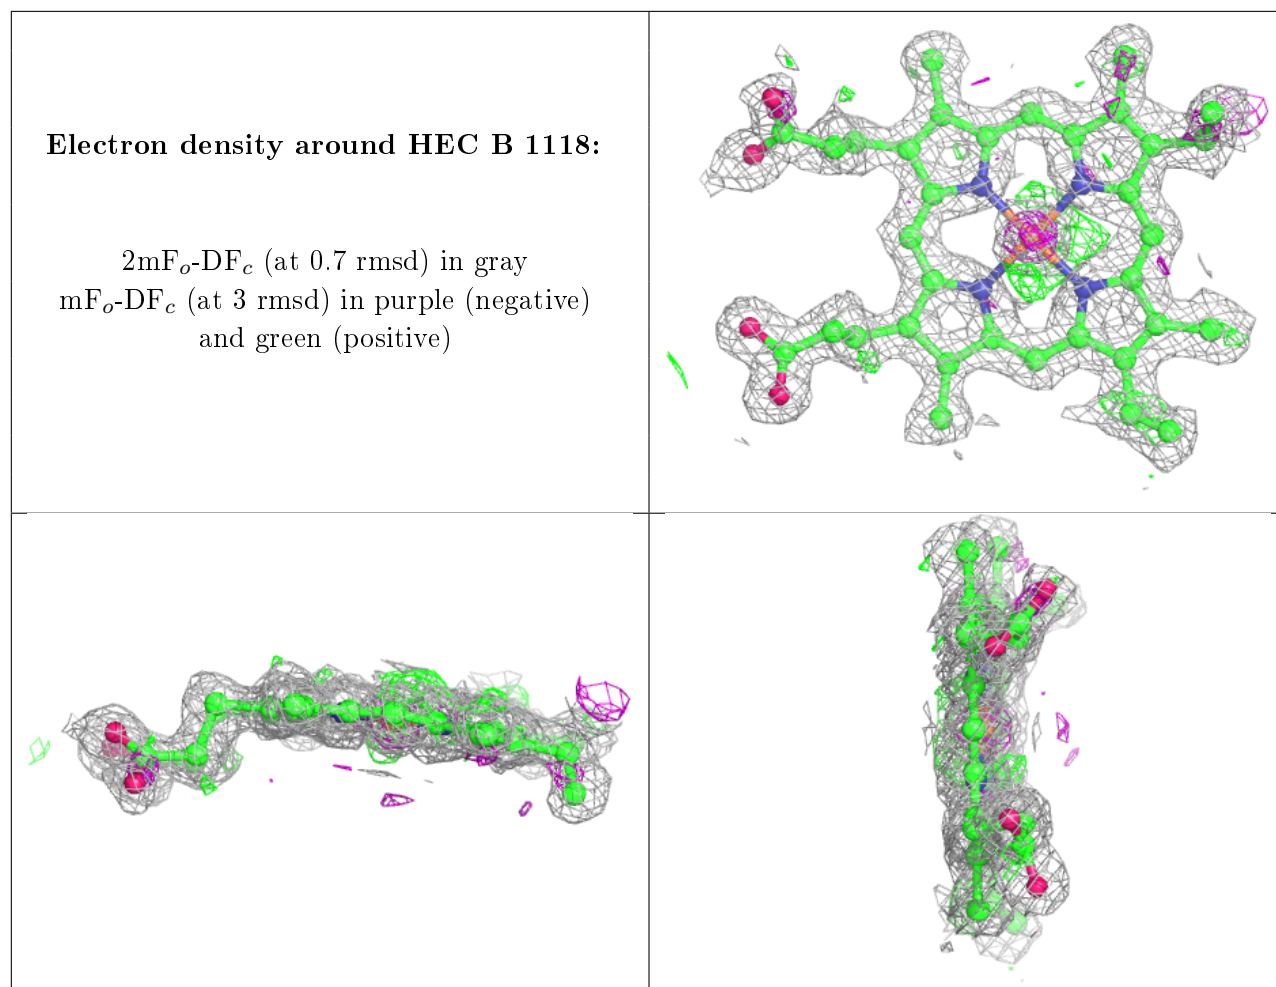 Electron density around HEC B 1118:
2mFₒ-DF𝒸 (at 0.7 rmsd) in gray
mFₒ-DF𝒸 (at 3 rmsd) in purple (negative)
and green (positive)